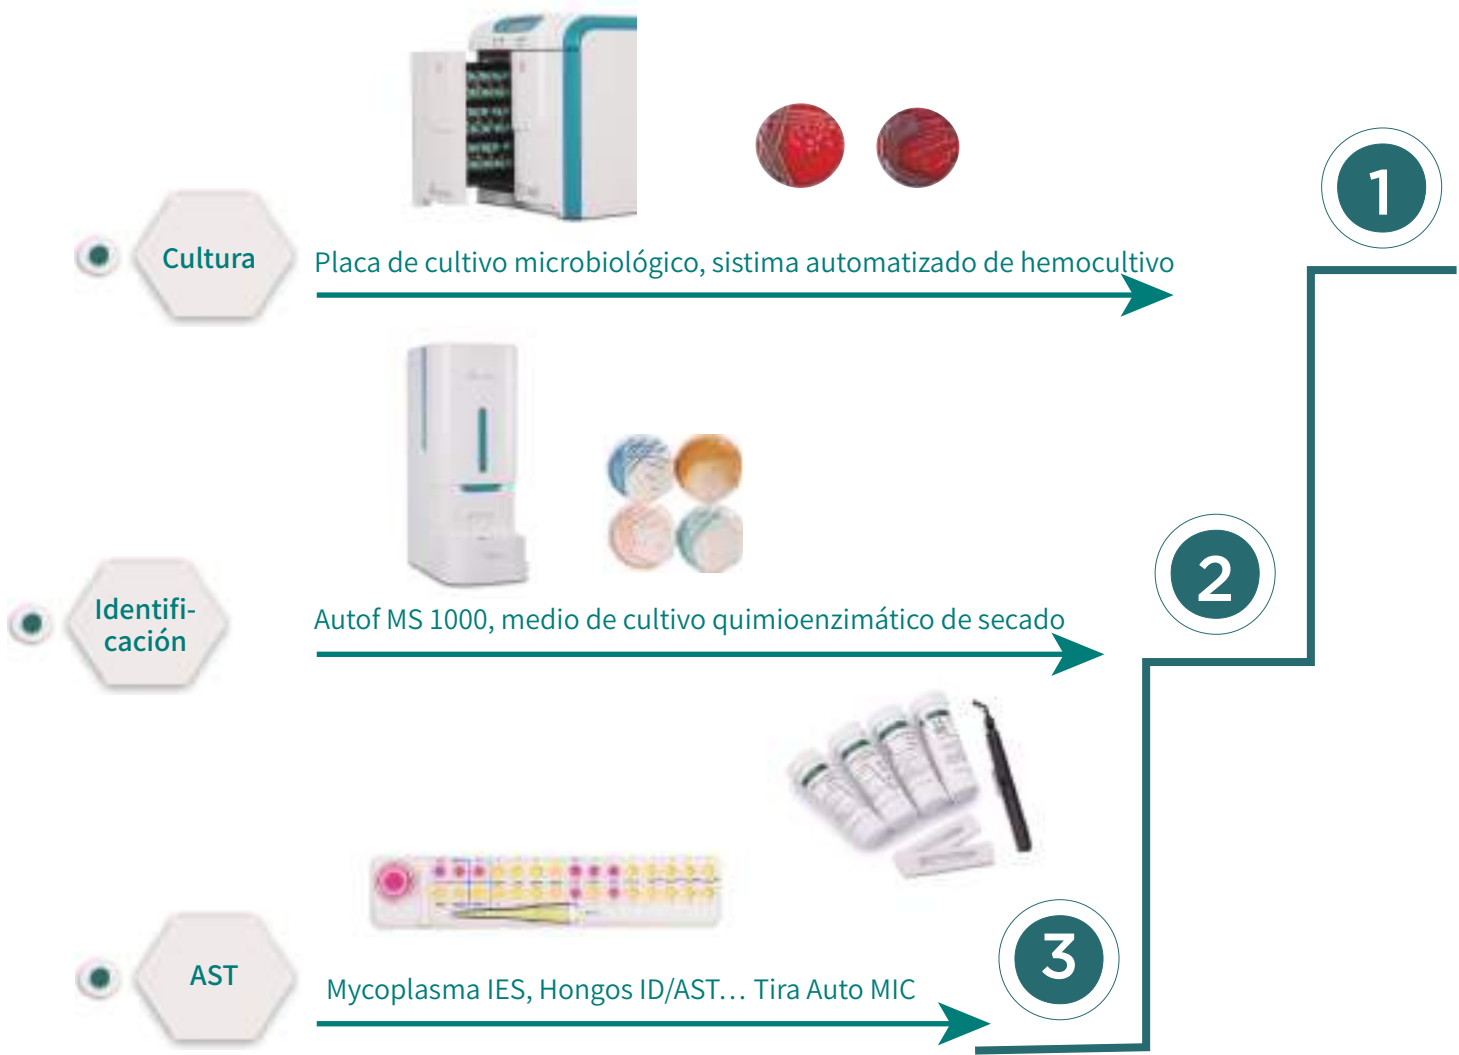 1
Cultura
Placa de cultivo microbiológico, sistima automatizado de hemocultivo
2
Identifi-
cación
Autof MS 1000, medio de cultivo quimioenzimático de secado
3
AST
Mycoplasma IES, Hongos ID/AST... Tira Auto MIC